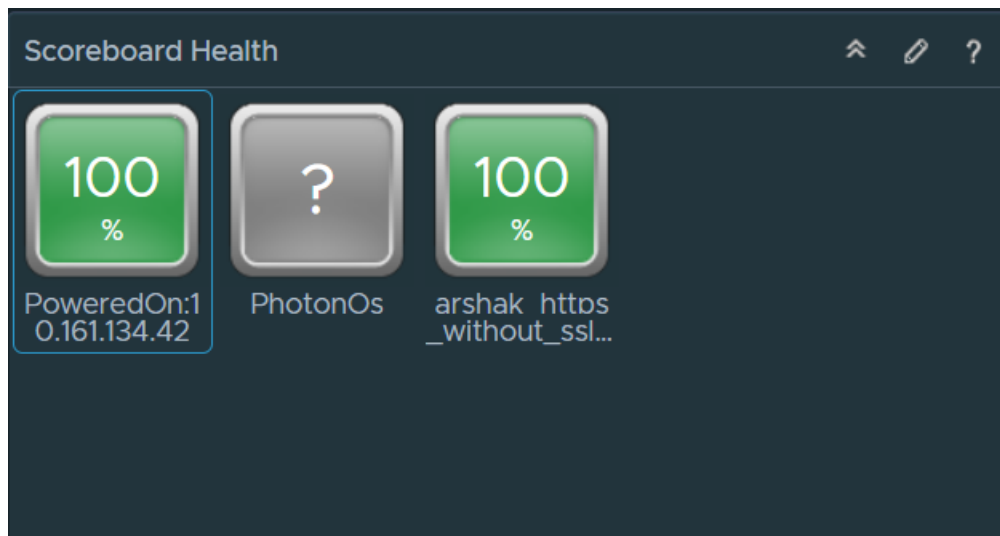 Scoreboard Health
?
100
%
?
100
%
PoweredOn:1
0.161.134.42
PhotonOs
arshak_https
_without_ssl...